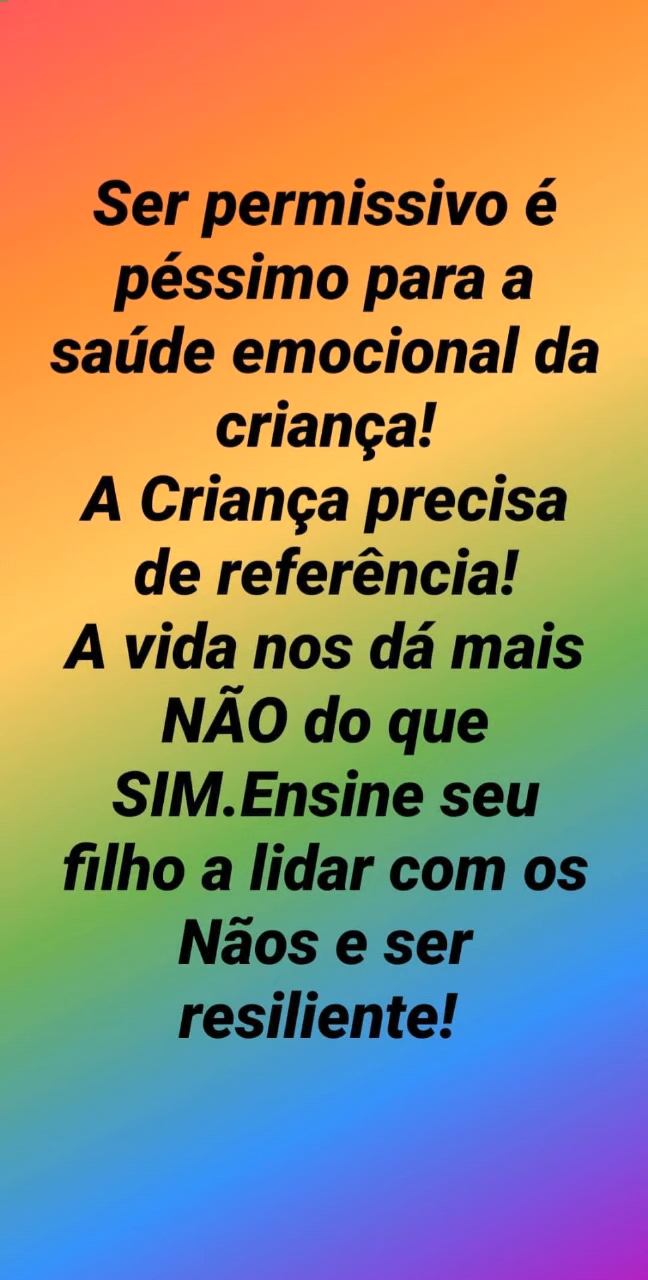 Ser permissivo é
péssimo para a
saúde emocional da
criança!
A Criança precisa
de referência!
A vida nos dá mais
NÃO do que
SIM.Ensine seu
filho a lidar com os
Nãos e ser
resiliente!